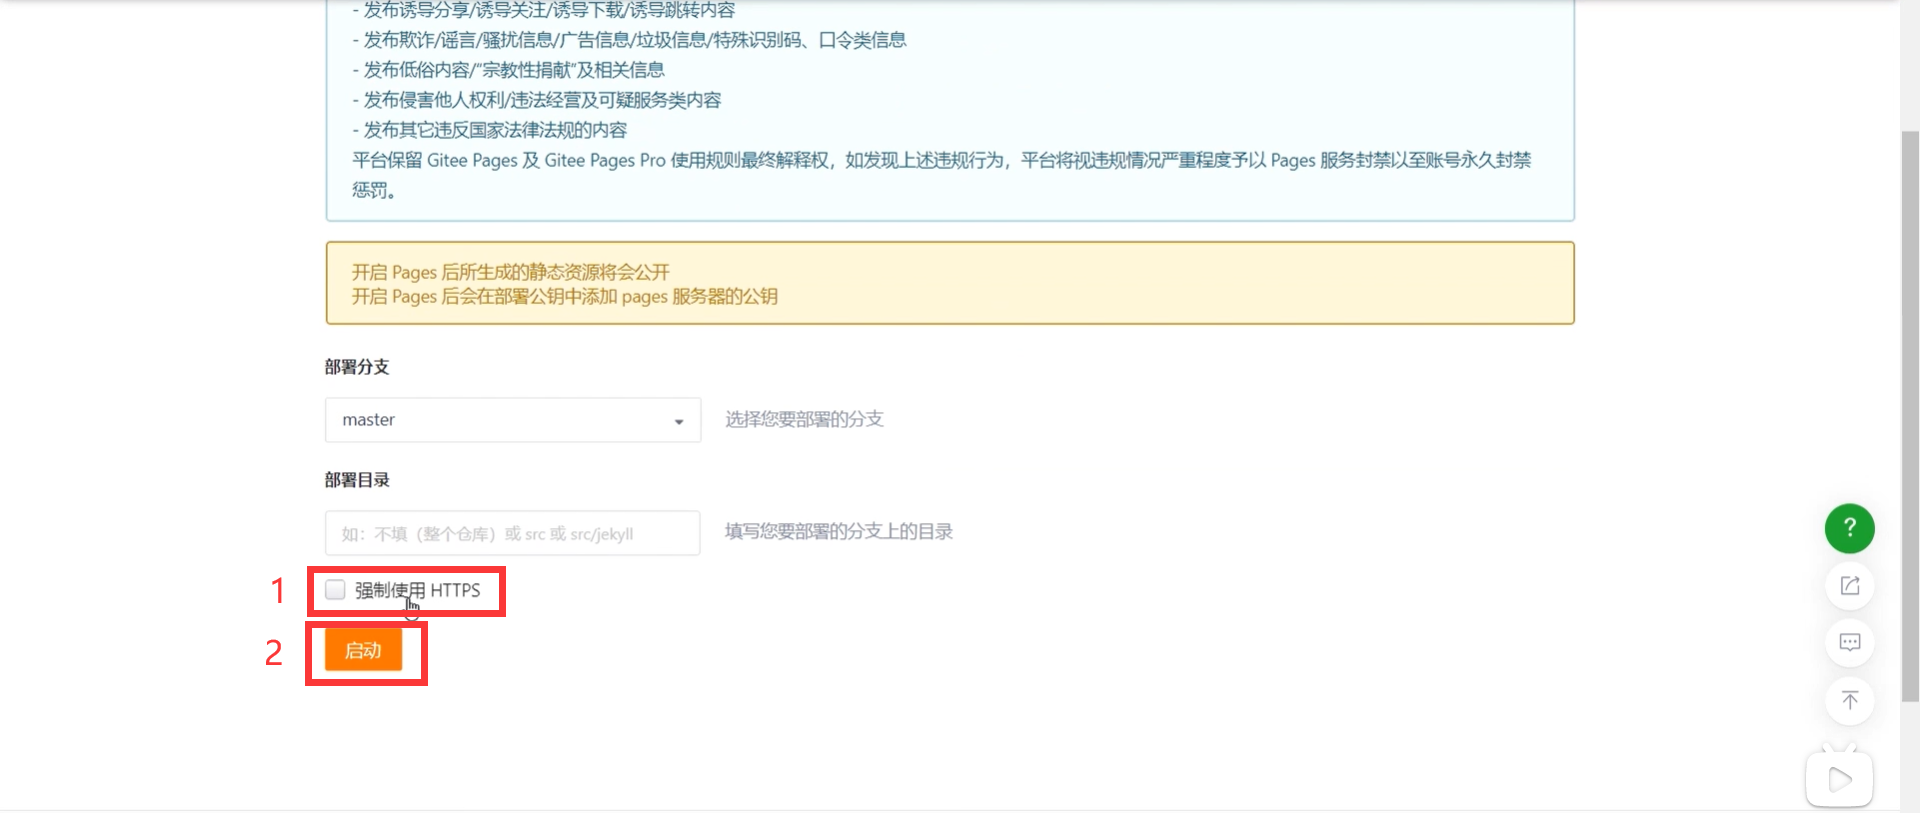 - 发布诱导分享/诱导关注/诱导下载/诱导跳转内容
- 发布欺诈/谣言/骚扰信息/广告信息/垃圾信息/特殊识别码、口令类信息
- 发布低俗内容/“宗教性捐献”及相关信息
- 发布侵害他人权利/违法经营及可疑服务类内容
- 发布其它违反国家法律法规的内容
平台保留 Gitee Pages 及 Gitee Pages Pro 使用规则最终解释权，如发现上述违规行为，平台将视违规情况严重程度予以 Pages 服务封禁以至账号永久封禁
惩罚。
开启 Pages 后所生成的静态资源将会公开
开启 Pages 后会在部署公钥中添加 pages 服务器的公钥
部署分支
master
选择您要部署的分支
部署目录
如：不填（整个仓库）或 src 或 src/jekyll
填写您要部署的分支上的目录
?
1
强制使用 HTTPS
2
启动